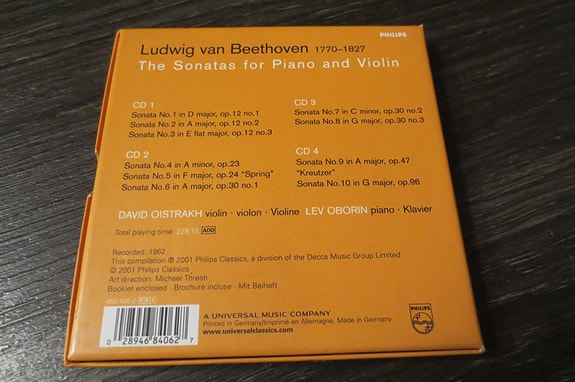 PHILIPS
Ludwig van Beethoven 1770–1827
The Sonatas for Piano and Violin
CD 1
Sonata No.1 in D major, op.12 no.1
Sonata No.2 in A major, op.12 no.2
Sonata No.3 in E flat major, op.12 no.3
CD 2
Sonata No.4 in A minor, op.23
Sonata No.5 in F major, op.24 “Spring”
Sonata No.6 in A major, op.30 no.1
CD 3
Sonata No.7 in C minor, op.30 no.2
Sonata No.8 in G major, op.30 no.3
CD 4
Sonata No.9 in A major, op.47
“Kreutzer”
Sonata No.10 in G major, op.96
DAVID OISTRAKH violin · violon · Violine LEV OBORIN piano · Klavier
Total playing time ADD
Recorded: 1962
This compilation ℗ 2001 Philips Classics, a division of the Decca Music Group Limited
© 2001 Philips Classics
Art direction: Michael Thresh
Booklet enclosed · Brochure incluse · Mit Beiheft
468 406-2
0 28946 84062 7
A UNIVERSAL MUSIC COMPANY
Printed in Germany/Imprimé en Allemagne. Made in Germany
www.universalclassics.com
PHILIPS